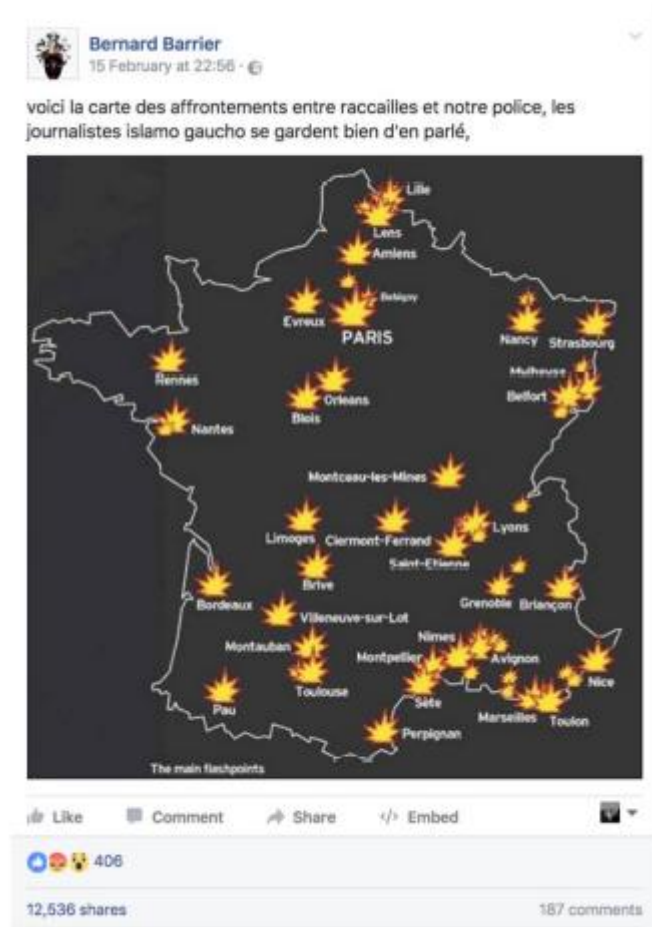 Bernard Barrier
15 February at 22:56 ·
voici la carte des affrontements entre raccailles et notre police, les
journalistes islamo gaucho se gardent bien d'en parlé,
Lille
Lens
Amiens
Bobigny
Evreux
PARIS
Nancy
Strasbourg
Mulhouse
Rennes
Orleans
Belfort
Blois
Nantes
Montceau-les-Mines
Lyons
Limoges
Clermont-Ferrand
Saint-Etienne
Brive
Bordeaux
Grenoble
Briançon
Villeneuve-sur-Lot
Nimes
Montauban
Montpellier
Avignon
Toulouse
Nice
Pau
Sète
Marseilles
Toulon
Perpignan
The main flashpoints
Like Comment Share </> Embed
406
12,536 shares 187 comments